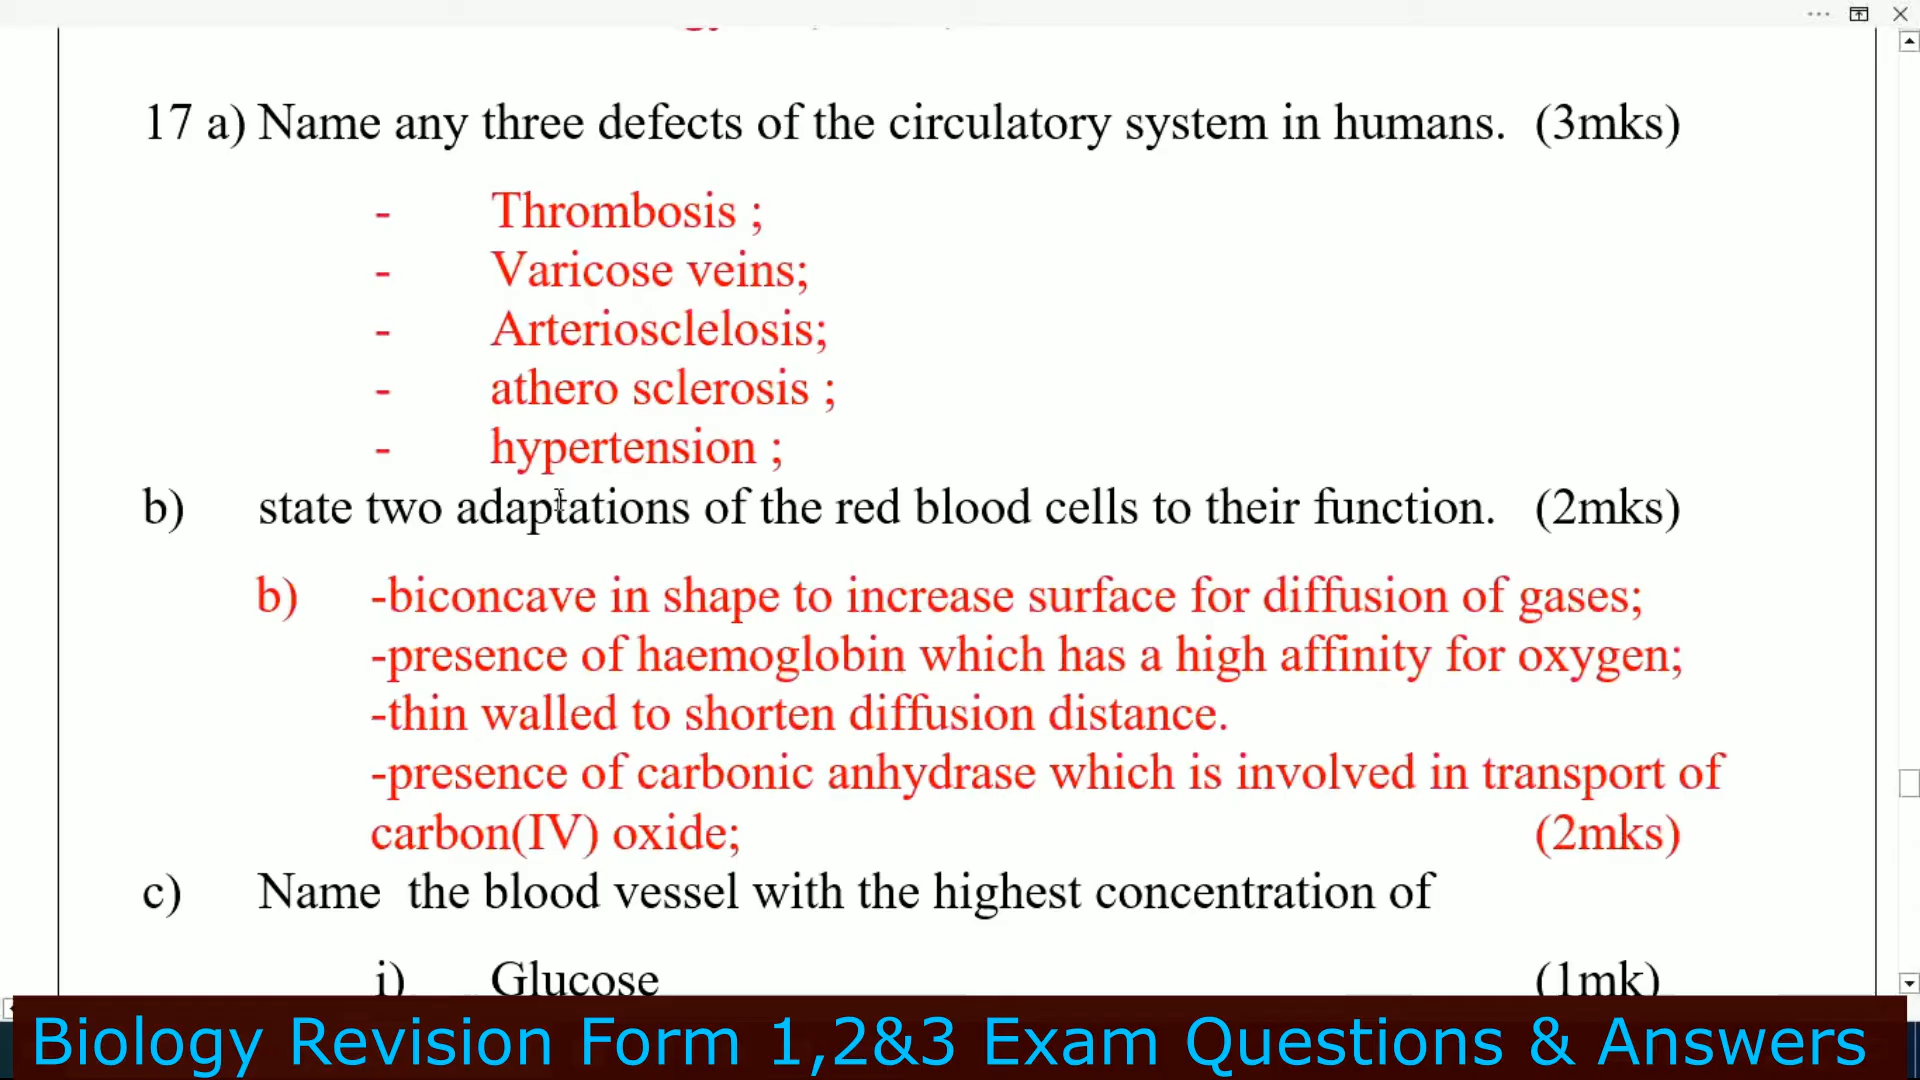 17 a) Name any three defects of the circulatory system in humans. (3mks)
- Thrombosis ;
- Varicose veins;
- Arteriosclelosis;
- athero sclerosis ;
- hypertension ;
b) state two adaptations of the red blood cells to their function. (2mks)
b) -biconcave in shape to increase surface for diffusion of gases;
-presence of haemoglobin which has a high affinity for oxygen;
-thin walled to shorten diffusion distance.
-presence of carbonic anhydrase which is involved in transport of
carbon(IV) oxide; (2mks)
c) Name the blood vessel with the highest concentration of
i) Glucose (1mk)
Biology Revision Form 1,2&3 Exam Questions & Answers